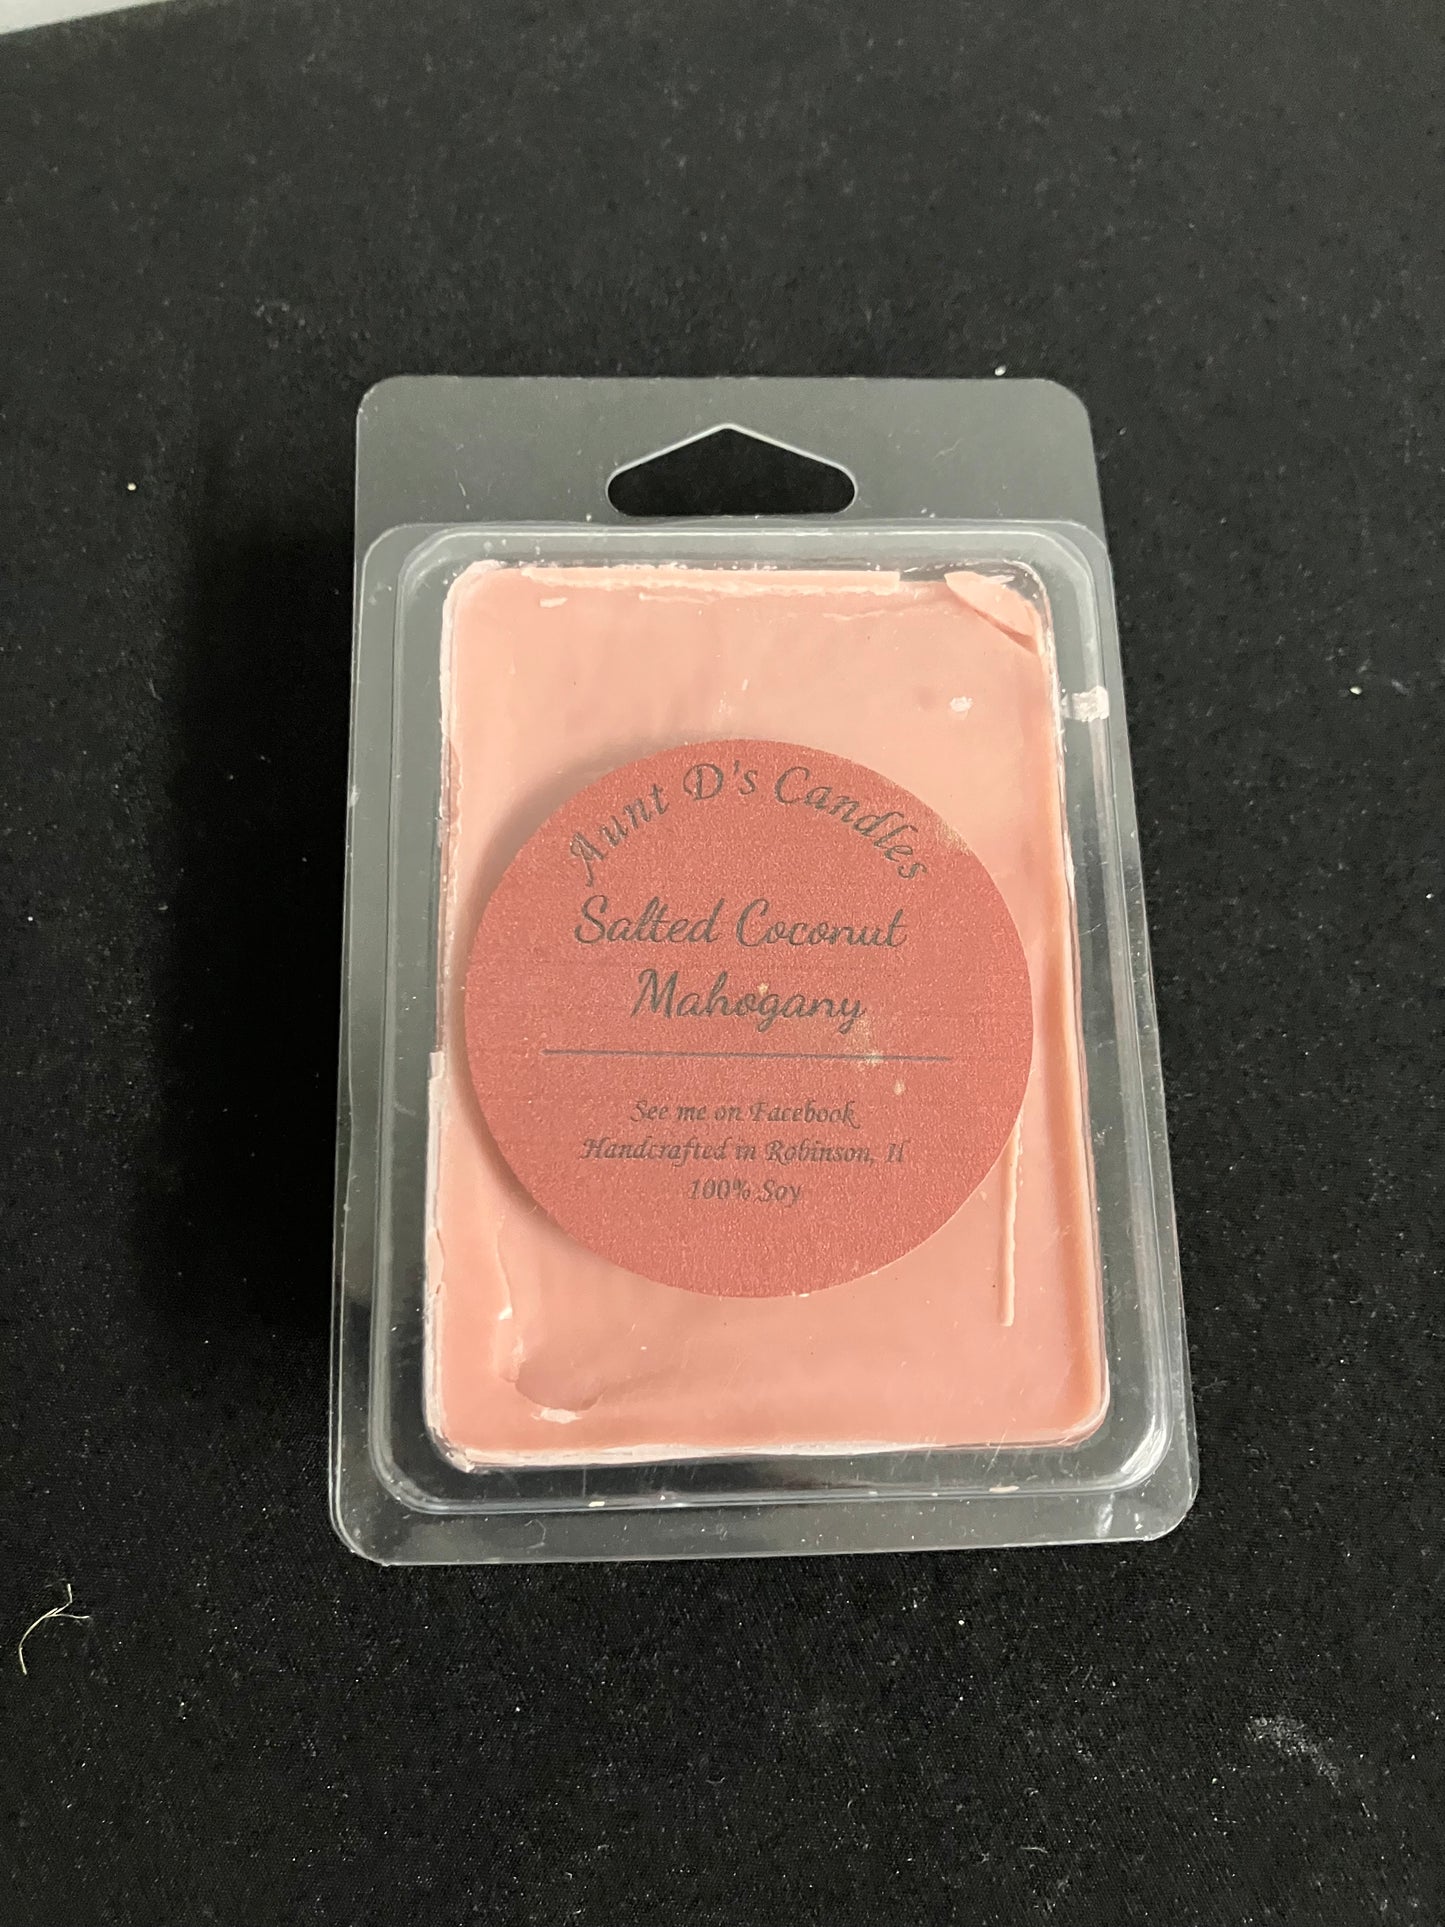 Aunt D's Candles
Salted Coconut
Mahogany
See me on Facebook
Handcrafted in Robinson, Il
100% Soy